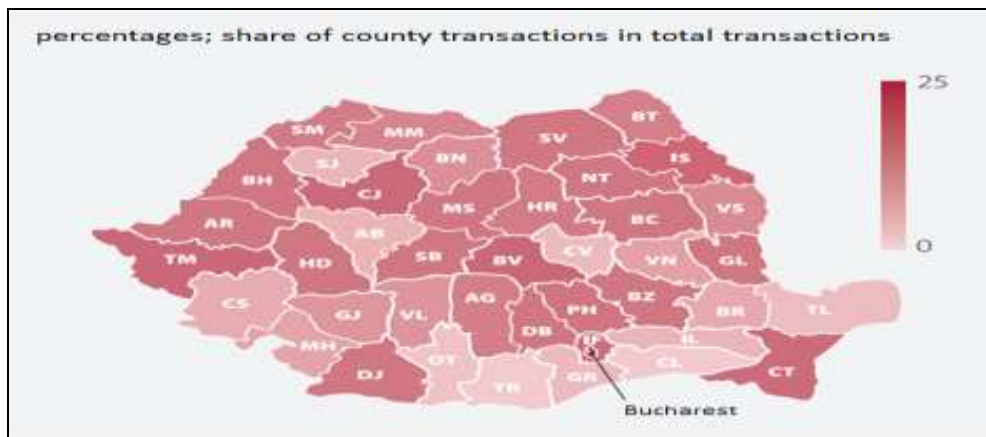 percentages; share of county transactions in total transactions
25
BT
SM
MM
SV
IS
SJ
BN
NT
BH
CJ
MS
HR
BC
VS
AR
AB
TM
HD
SB
BV
CV
VN
GL
CS
GJ
VL
AG
DB
PH
BZ
BR
TL
0
MH
IF
IL
DJ
OT
TR
GR
CL
CT
Bucharest